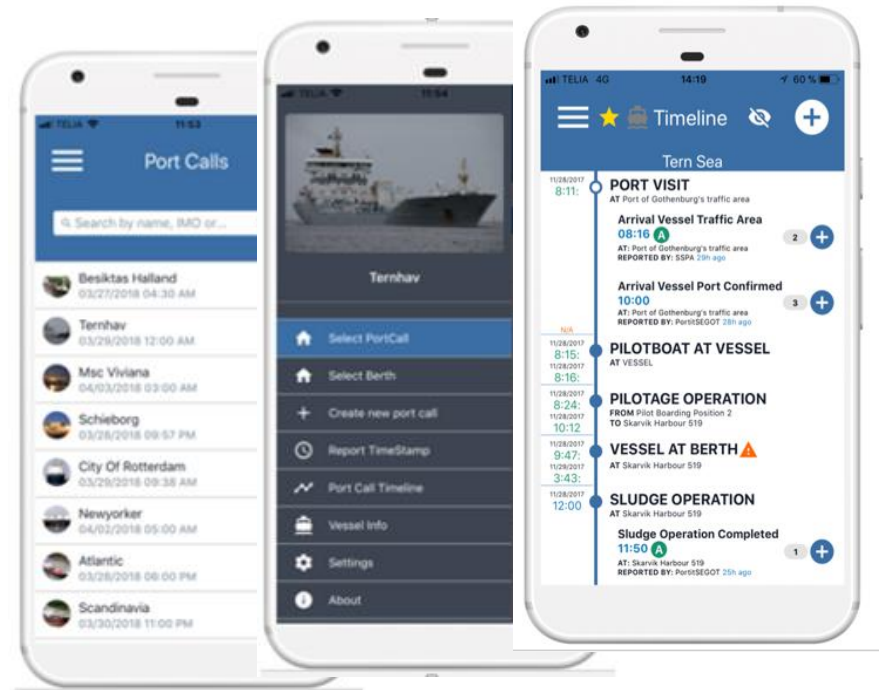 TELIA 11:53
Port Calls
Search by name, IMO or...
Besiktas Halland
03/27/2018 04:30 AM
Ternhav
03/29/2018 12:00 AM
Msc Viviana
04/03/2018 03:00 AM
Schieborg
03/28/2018 09:57 PM
City Of Rotterdam
03/29/2018 09:38 AM
Newyorker
04/02/2018 05:00 AM
Atlantic
03/28/2018 06:00 PM
Scandinavia
03/30/2018 11:00 PM
TELIA 11:54
Ternhav
Select PortCall
Select Berth
Create new port call
Report TimeStamp
Port Call Timeline
Vessel Info
Settings
About
TELIA 4G 14:19 60 %
Timeline
Tern Sea
11/28/2017
8:11:
PORT VISIT
AT Port of Gothenburg's traffic area
Arrival Vessel Traffic Area
08:16 A
AT: Port of Gothenburg's traffic area
REPORTED BY: SSPA 29h ago
2
Arrival Vessel Port Confirmed
10:00
AT: Port of Gothenburg's traffic area
REPORTED BY: PortitSEGOT 28h ago
3
N/A
11/28/2017
8:15:
11/28/2017
8:16:
PILOTBOAT AT VESSEL
AT VESSEL
11/28/2017
8:24:
11/28/2017
10:12
PILOTAGE OPERATION
FROM Pilot Boarding Position 2
TO Skarvik Harbour 519
11/28/2017
9:47:
11/29/2017
3:43:
VESSEL AT BERTH
AT Skarvik Harbour 519
11/28/2017
12:00
SLUDGE OPERATION
AT Skarvik Harbour 519
Sludge Operation Completed
11:50 A
AT: Skarvik Harbour 519
REPORTED BY: PortitSEGOT 25h ago
1